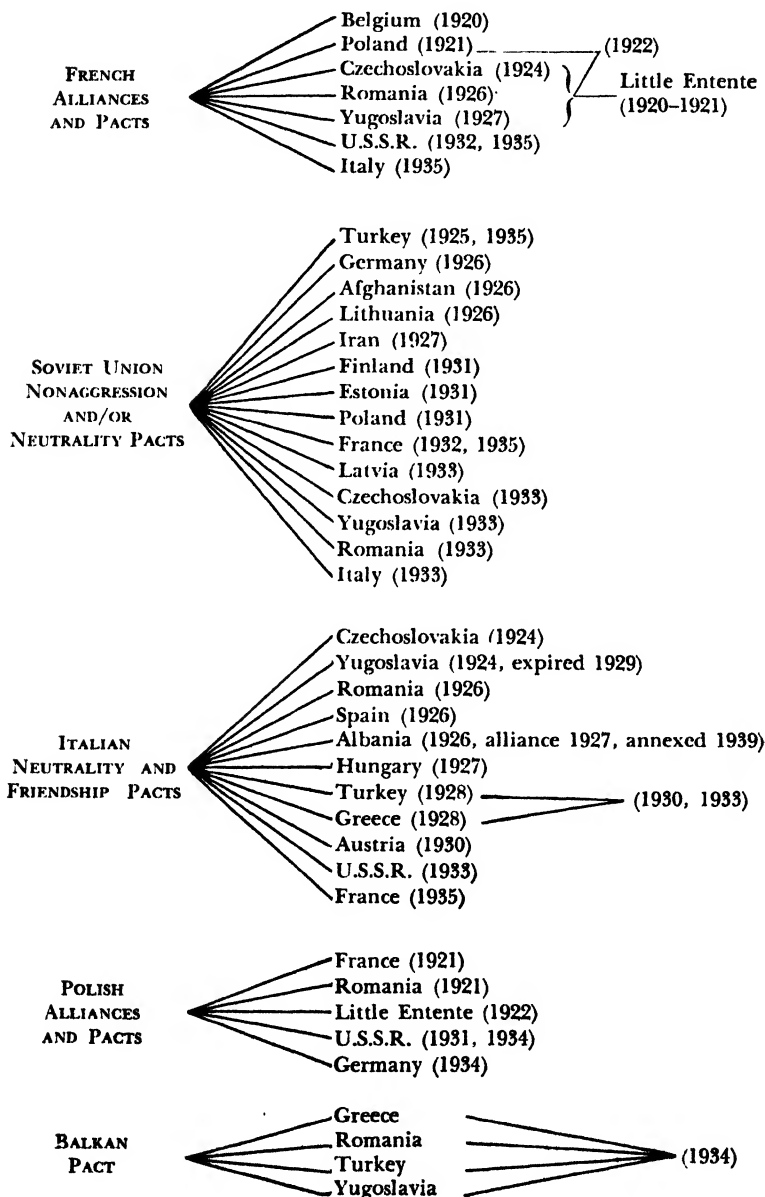 FRENCH
ALLIANCES
AND PACTS
Belgium (1920)
Poland (1921)
(1922)
Czechoslovakia (1924)
Romania (1926)
Yugoslavia (1927)
Little Entente
(1920–1921)
U.S.S.R. (1932, 1935)
Italy (1935)
SOVIET UNION
NONAGGRESSION
AND/OR
NEUTRALITY PACTS
Turkey (1925, 1935)
Germany (1926)
Afghanistan (1926)
Lithuania (1926)
Iran (1927)
Finland (1931)
Estonia (1931)
Poland (1931)
France (1932, 1935)
Latvia (1933)
Czechoslovakia (1933)
Yugoslavia (1933)
Romania (1933)
Italy (1933)
ITALIAN
NEUTRALITY AND
FRIENDSHIP PACTS
Czechoslovakia (1924)
Yugoslavia (1924, expired 1929)
Romania (1926)
Spain (1926)
Albania (1926, alliance 1927, annexed 1939)
Hungary (1927)
Turkey (1928)
Greece (1928)
(1930, 1933)
Austria (1930)
U.S.S.R. (1933)
France (1935)
POLISH
ALLIANCES
AND PACTS
France (1921)
Romania (1921)
Little Entente (1922)
U.S.S.R. (1931, 1934)
Germany (1934)
BALKAN
PACT
Greece
Romania
Turkey
Yugoslavia
(1934)